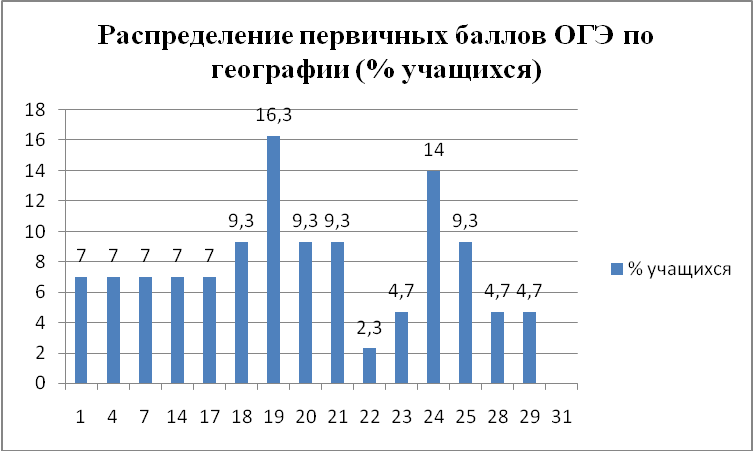 Распределение первичных баллов ОГЭ по
географии (% учащихся)
18
16
14
12
10
8
6
4
2
0
7 7 7 7 7 9,3 16,3 9,3 9,3 2,3 4,7 14 9,3 4,7 4,7
1 4 7 14 17 18 19 20 21 22 23 24 25 28 29 31
% учащихся